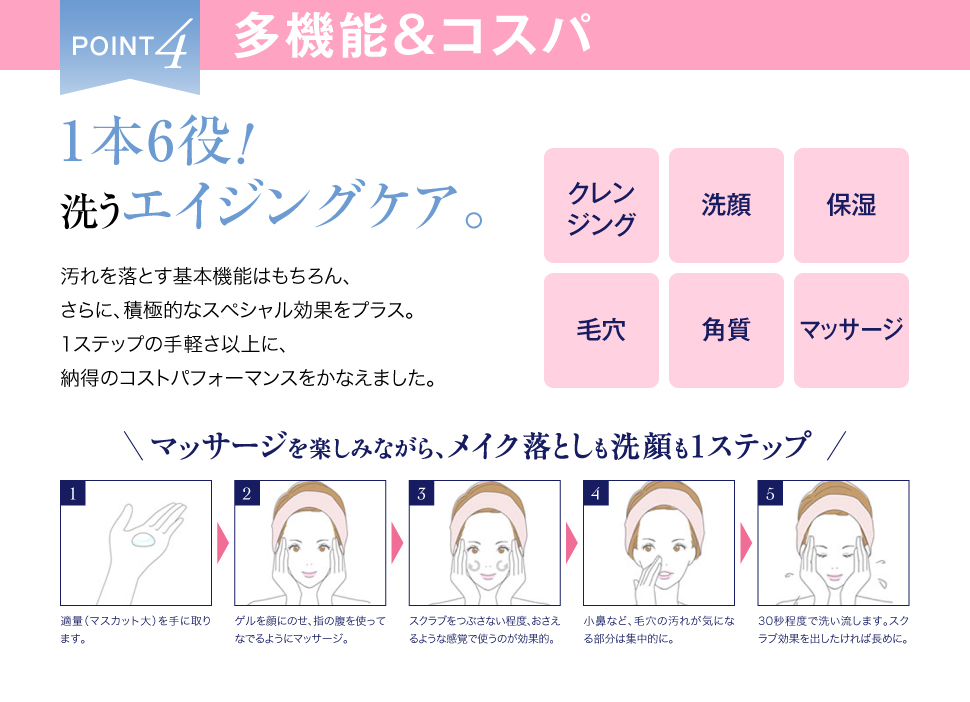 POINT4
多機能&コスパ
1本6役!
洗うエイジングケア。
汚れを落とす基本機能はもちろん、
さらに、積極的なスペシャル効果をプラス。
1ステップの手軽さ以上に、
納得のコストパフォーマンスをかなえました。
クレン
ジング
洗顔
保湿
毛穴
角質
マッサージ
\ マッサージを楽しみながら、メイク落としも洗顔も1ステップ /
1
適量（マスカット大）を手に取り
ます。
2
ゲルを顔にのせ、指の腹を使って
なでるようにマッサージ。
3
スクラブをつぶさない程度、おさえ
るような感覚で使うのが効果的。
4
小鼻など、毛穴の汚れが気にな
る部分は集中的に。
5
30秒程度で洗い流します。スク
ラブ効果を出したければ長めに。